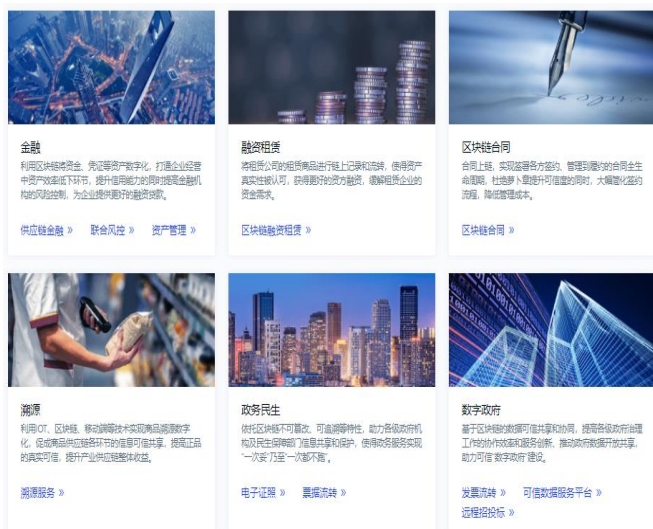 金融
利用区块链将资金、凭证等资产数字化，打通企业经营
中资产效率低下环节，提升信用能力的同时提高金融机
构的风险控制，为企业提供更好的融资贷款。
供应链金融 » 联合风控 » 资产管理 »
融资租赁
将租赁公司的租赁商品进行链上记录和流转，使得资产
真实性被认可，获得更好的资方融资，缓解租赁企业的
资金需求。
区块链融资租赁 »
区块链合同
合同上链，实现签署各方签约、管理到履约的合同全生
命周期，杜绝萝卜章提升可信度的同时，大幅简化签约
流程，降低管理成本。
区块链合同 »
溯源
利用IOT、区块链、移动端等技术实现商品溯源数字
化，促成商品供应链各环节的信息可信共享，提高正品
的真实可信，提升产业供应链整体收益。
溯源服务 »
政务民生
依托区块链不可篡改、可追溯等特性，助力各级政府机
构及民生保障部门信息共享和保护，使得政务服务实现
“一次妥”乃至“一次都不跑”。
电子证照 » 票据流转 »
数字政府
基于区块链的数据可信共享和协同，提高各级政府治理
工作的协作效率和服务创新、推动政府数据开放共享，
助力可信“数字政府”建设。
发票流转 » 可信数据服务平台 »
远程招投标 »